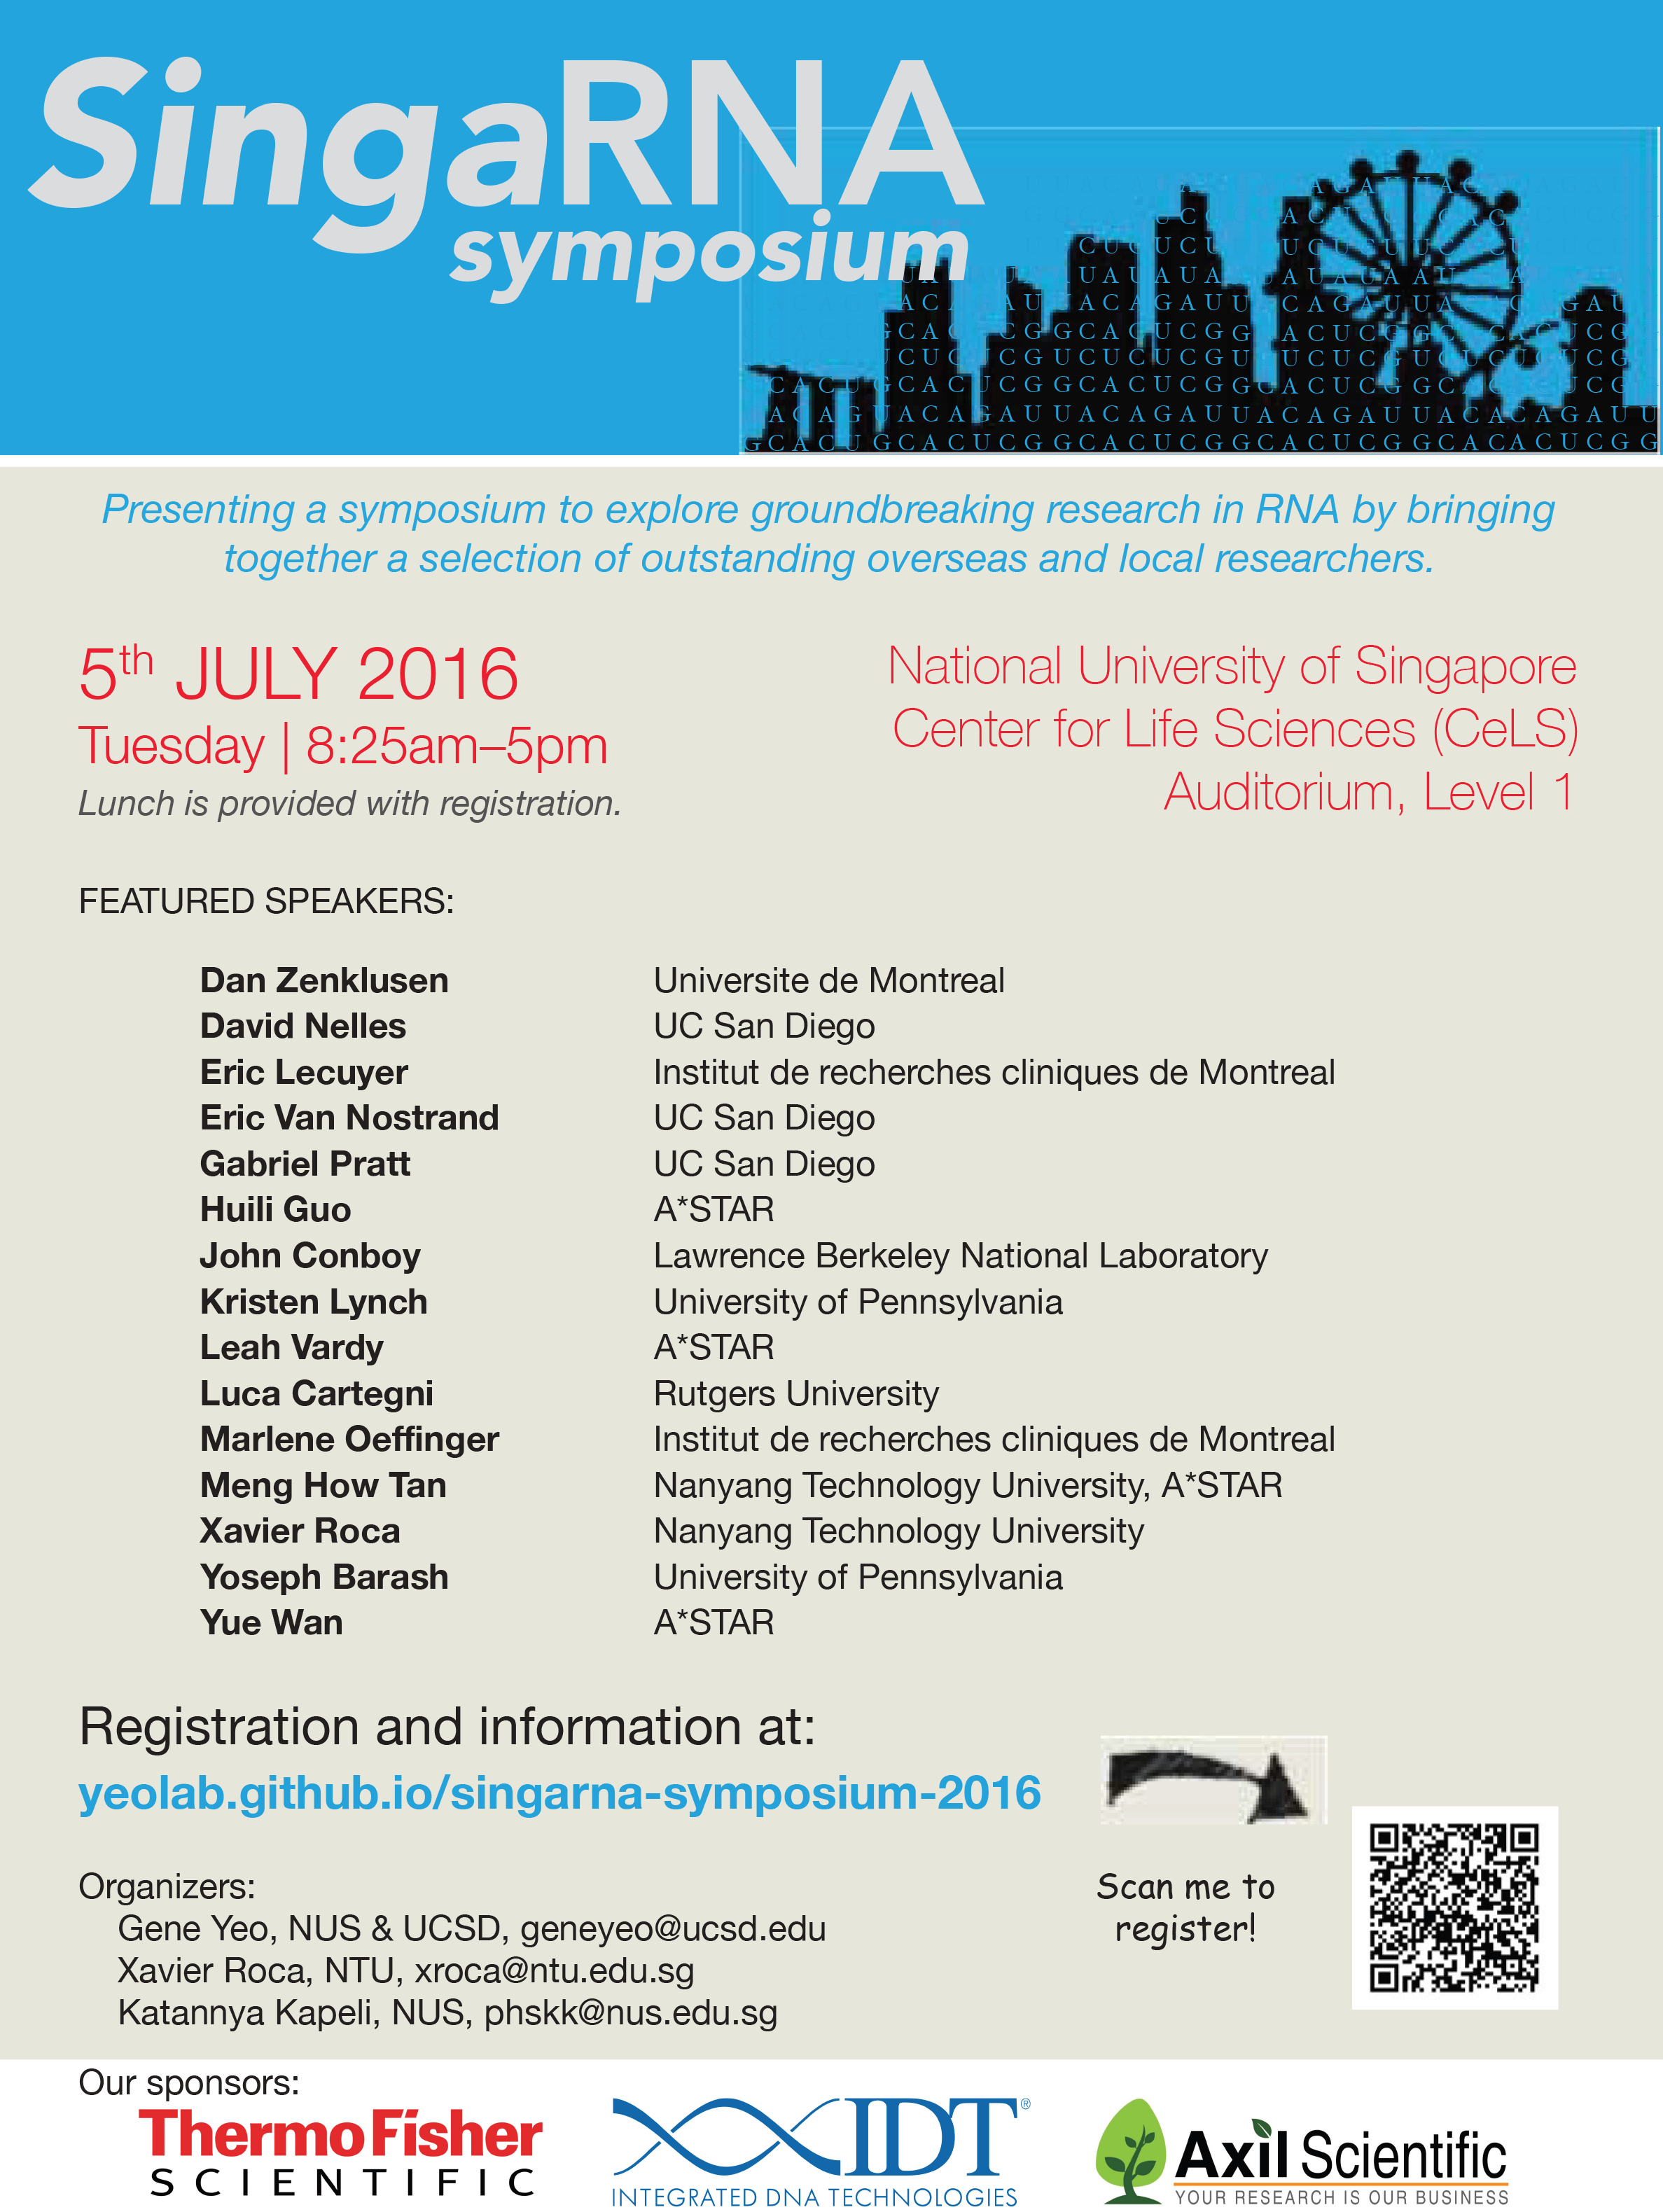 SingaRNA
symposium
Presenting a symposium to explore groundbreaking research in RNA by bringing
together a selection of outstanding overseas and local researchers.
5th JULY 2016
Tuesday | 8:25am–5pm
Lunch is provided with registration.
National University of Singapore
Center for Life Sciences (CeLS)
Auditorium, Level 1
FEATURED SPEAKERS:
Dan Zenklusen Universite de Montreal
David Nelles UC San Diego
Eric Lecuyer Institut de recherches cliniques de Montreal
Eric Van Nostrand UC San Diego
Gabriel Pratt UC San Diego
Huili Guo A*STAR
John Conboy Lawrence Berkeley National Laboratory
Kristen Lynch University of Pennsylvania
Leah Vardy A*STAR
Luca Cartegni Rutgers University
Marlene Oeffinger Institut de recherches cliniques de Montreal
Meng How Tan Nanyang Technology University, A*STAR
Xavier Roca Nanyang Technology University
Yoseph Barash University of Pennsylvania
Yue Wan A*STAR
Registration and information at:
yeolab.github.io/singarna-symposium-2016
Scan me to
register!
Organizers:
Gene Yeo, NUS & UCSD, geneyeo@ucsd.edu
Xavier Roca, NTU, xroca@ntu.edu.sg
Katannya Kapeli, NUS, phskk@nus.edu.sg
Our sponsors:
ThermoFisher
SCIENTIFIC
IDT®
INTEGRATED DNA TECHNOLOGIES
Axil Scientific
YOUR RESEARCH IS OUR BUSINESS